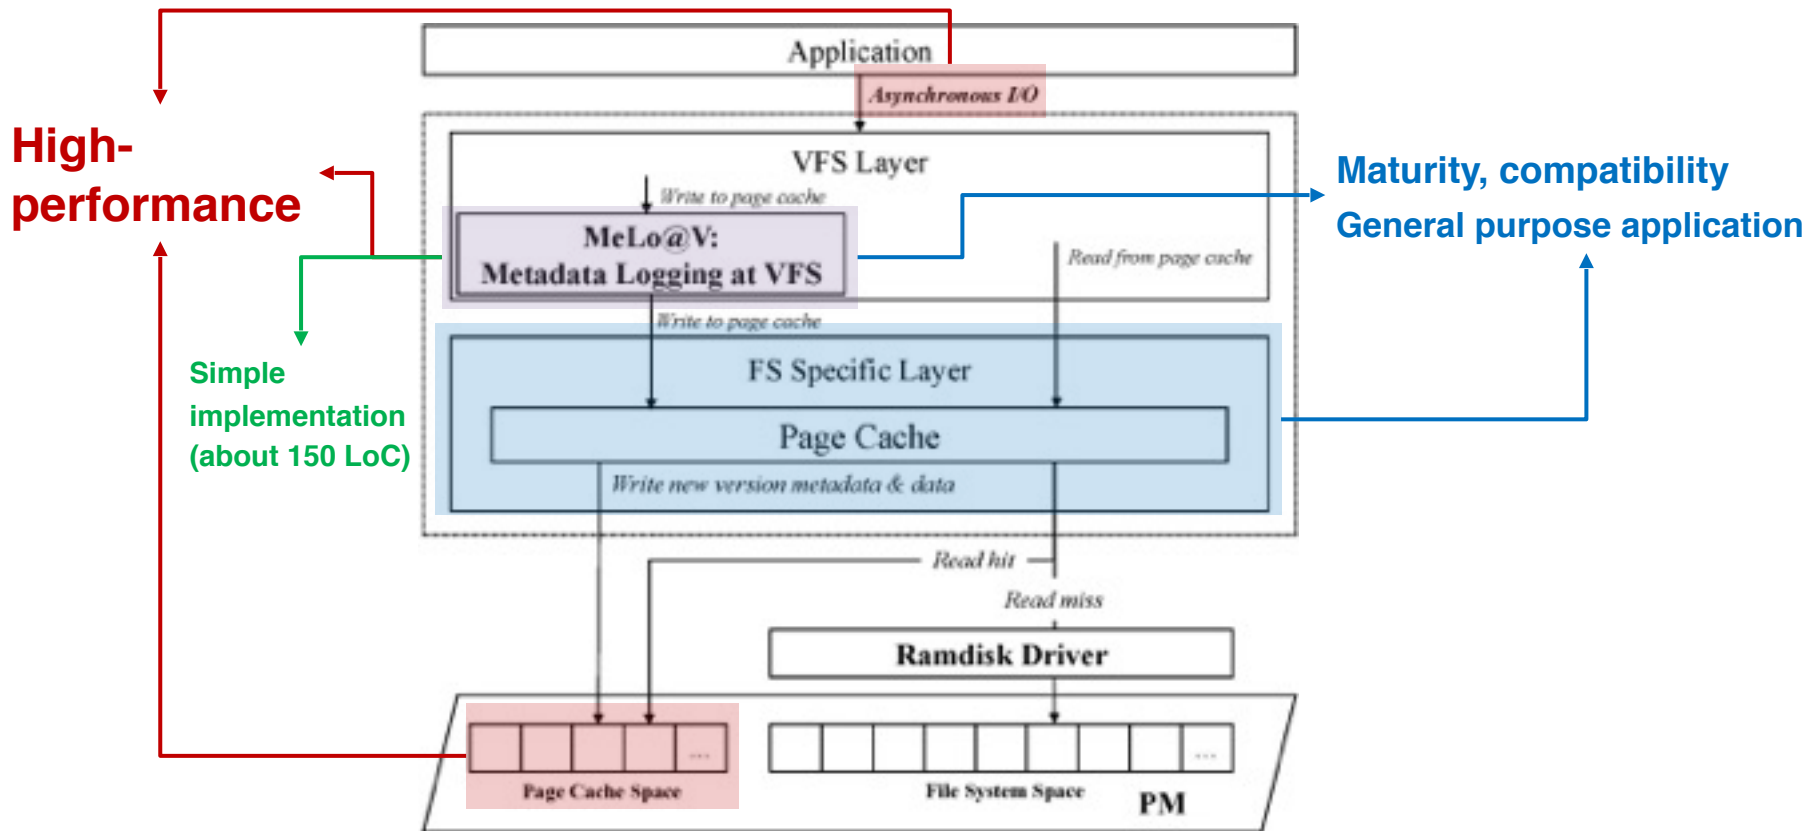 Application
Asynchronous I/O
High-
performance
VFS Layer
Write to page cache
MeLo@V:
Metadata Logging at VFS
Read from page cache
Maturity, compatibility
General purpose application
Write to page cache
Simple
implementation
(about 150 LoC)
FS Specific Layer
Page Cache
Write new version metadata & data
Read hit
Read miss
Ramdisk Driver
...
...
Page Cache Space
File System Space
PM